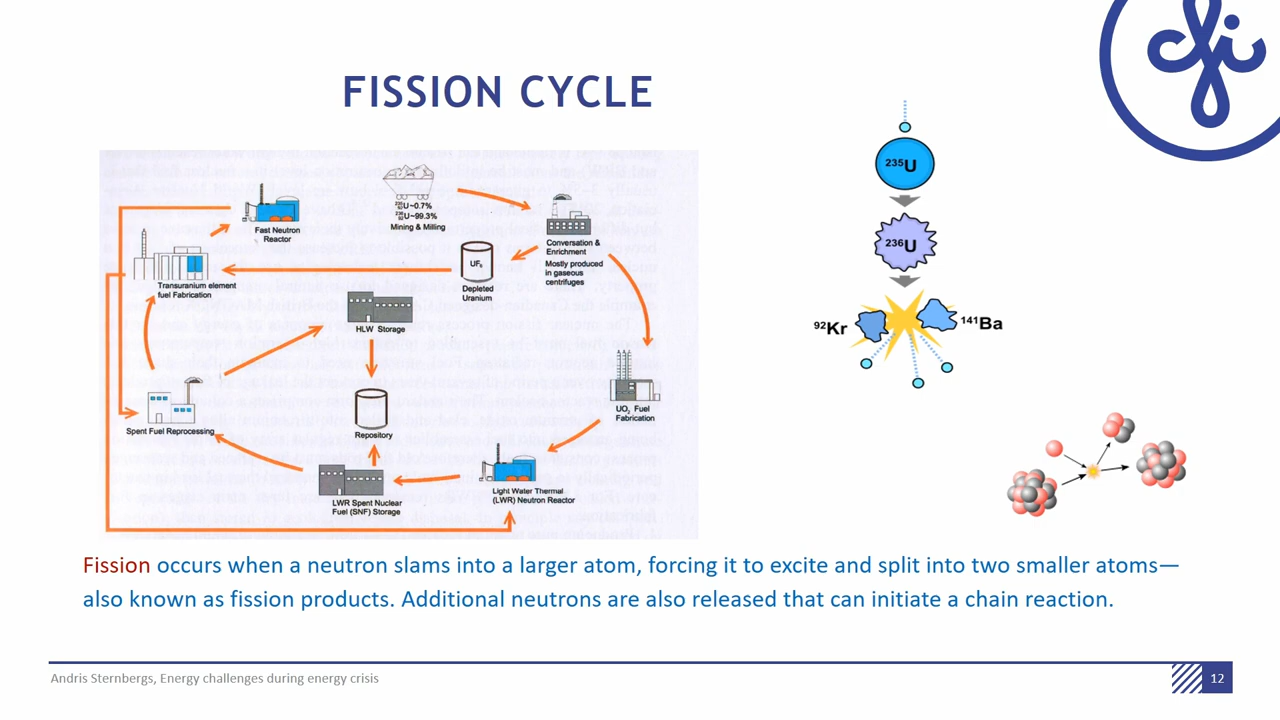 FISSION CYCLE
²³⁵₉₂U~0.7%
²³⁸₉₂U~99.3%
Mining & Milling
Fast Neutron
Reactor
Conversation &
Enrichment
Mostly produced
in gaseous
centrifuges
UF₆
Depleted
Uranium
Transuranium element
fuel Fabrication
HLW Storage
UO₂ Fuel
Fabrication
Repository
Spent Fuel Reprocessing
LWR Spent Nuclear
Fuel (SNF) Storage
Light Water Thermal
(LWR) Neutron Reactor
²³⁵U
²³⁶U
⁹²Kr
¹⁴¹Ba
Fission occurs when a neutron slams into a larger atom, forcing it to excite and split into two smaller atoms—
also known as fission products. Additional neutrons are also released that can initiate a chain reaction.
Andris Sternbergs, Energy challenges during energy crisis
12